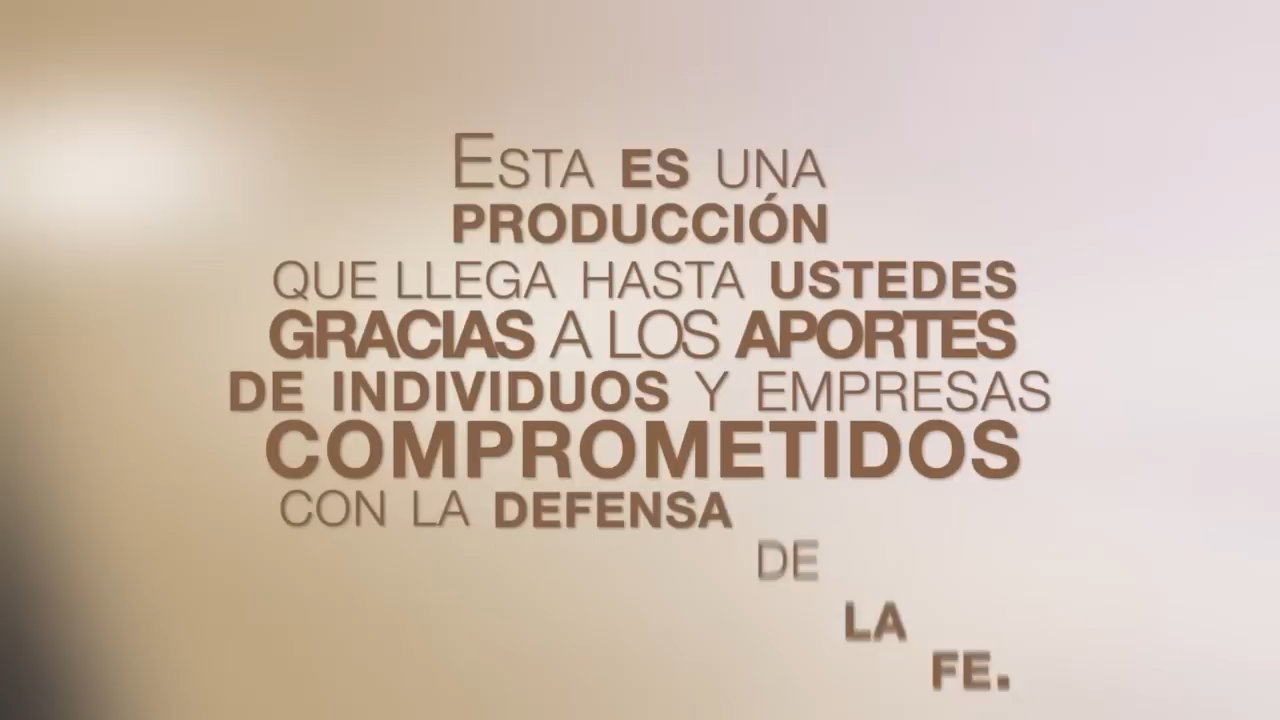 ESTA ES UNA
PRODUCCIÓN
QUE LLEGA HASTA USTEDES
GRACIAS A LOS APORTES
DE INDIVIDUOS Y EMPRESAS
COMPROMETIDOS
CON LA DEFENSA
DE
LA
FE.